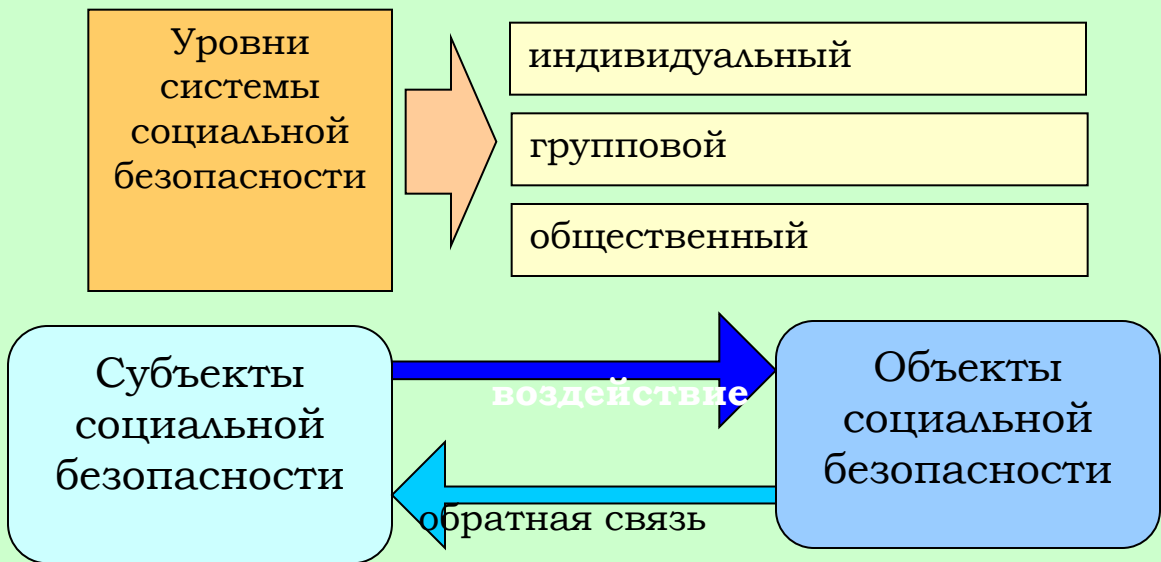 Уровни
системы
социальной
безопасности
индивидуальный
групповой
общественный
Субъекты
социальной
безопасности
воздействие
Объекты
социальной
безопасности
обратная связь